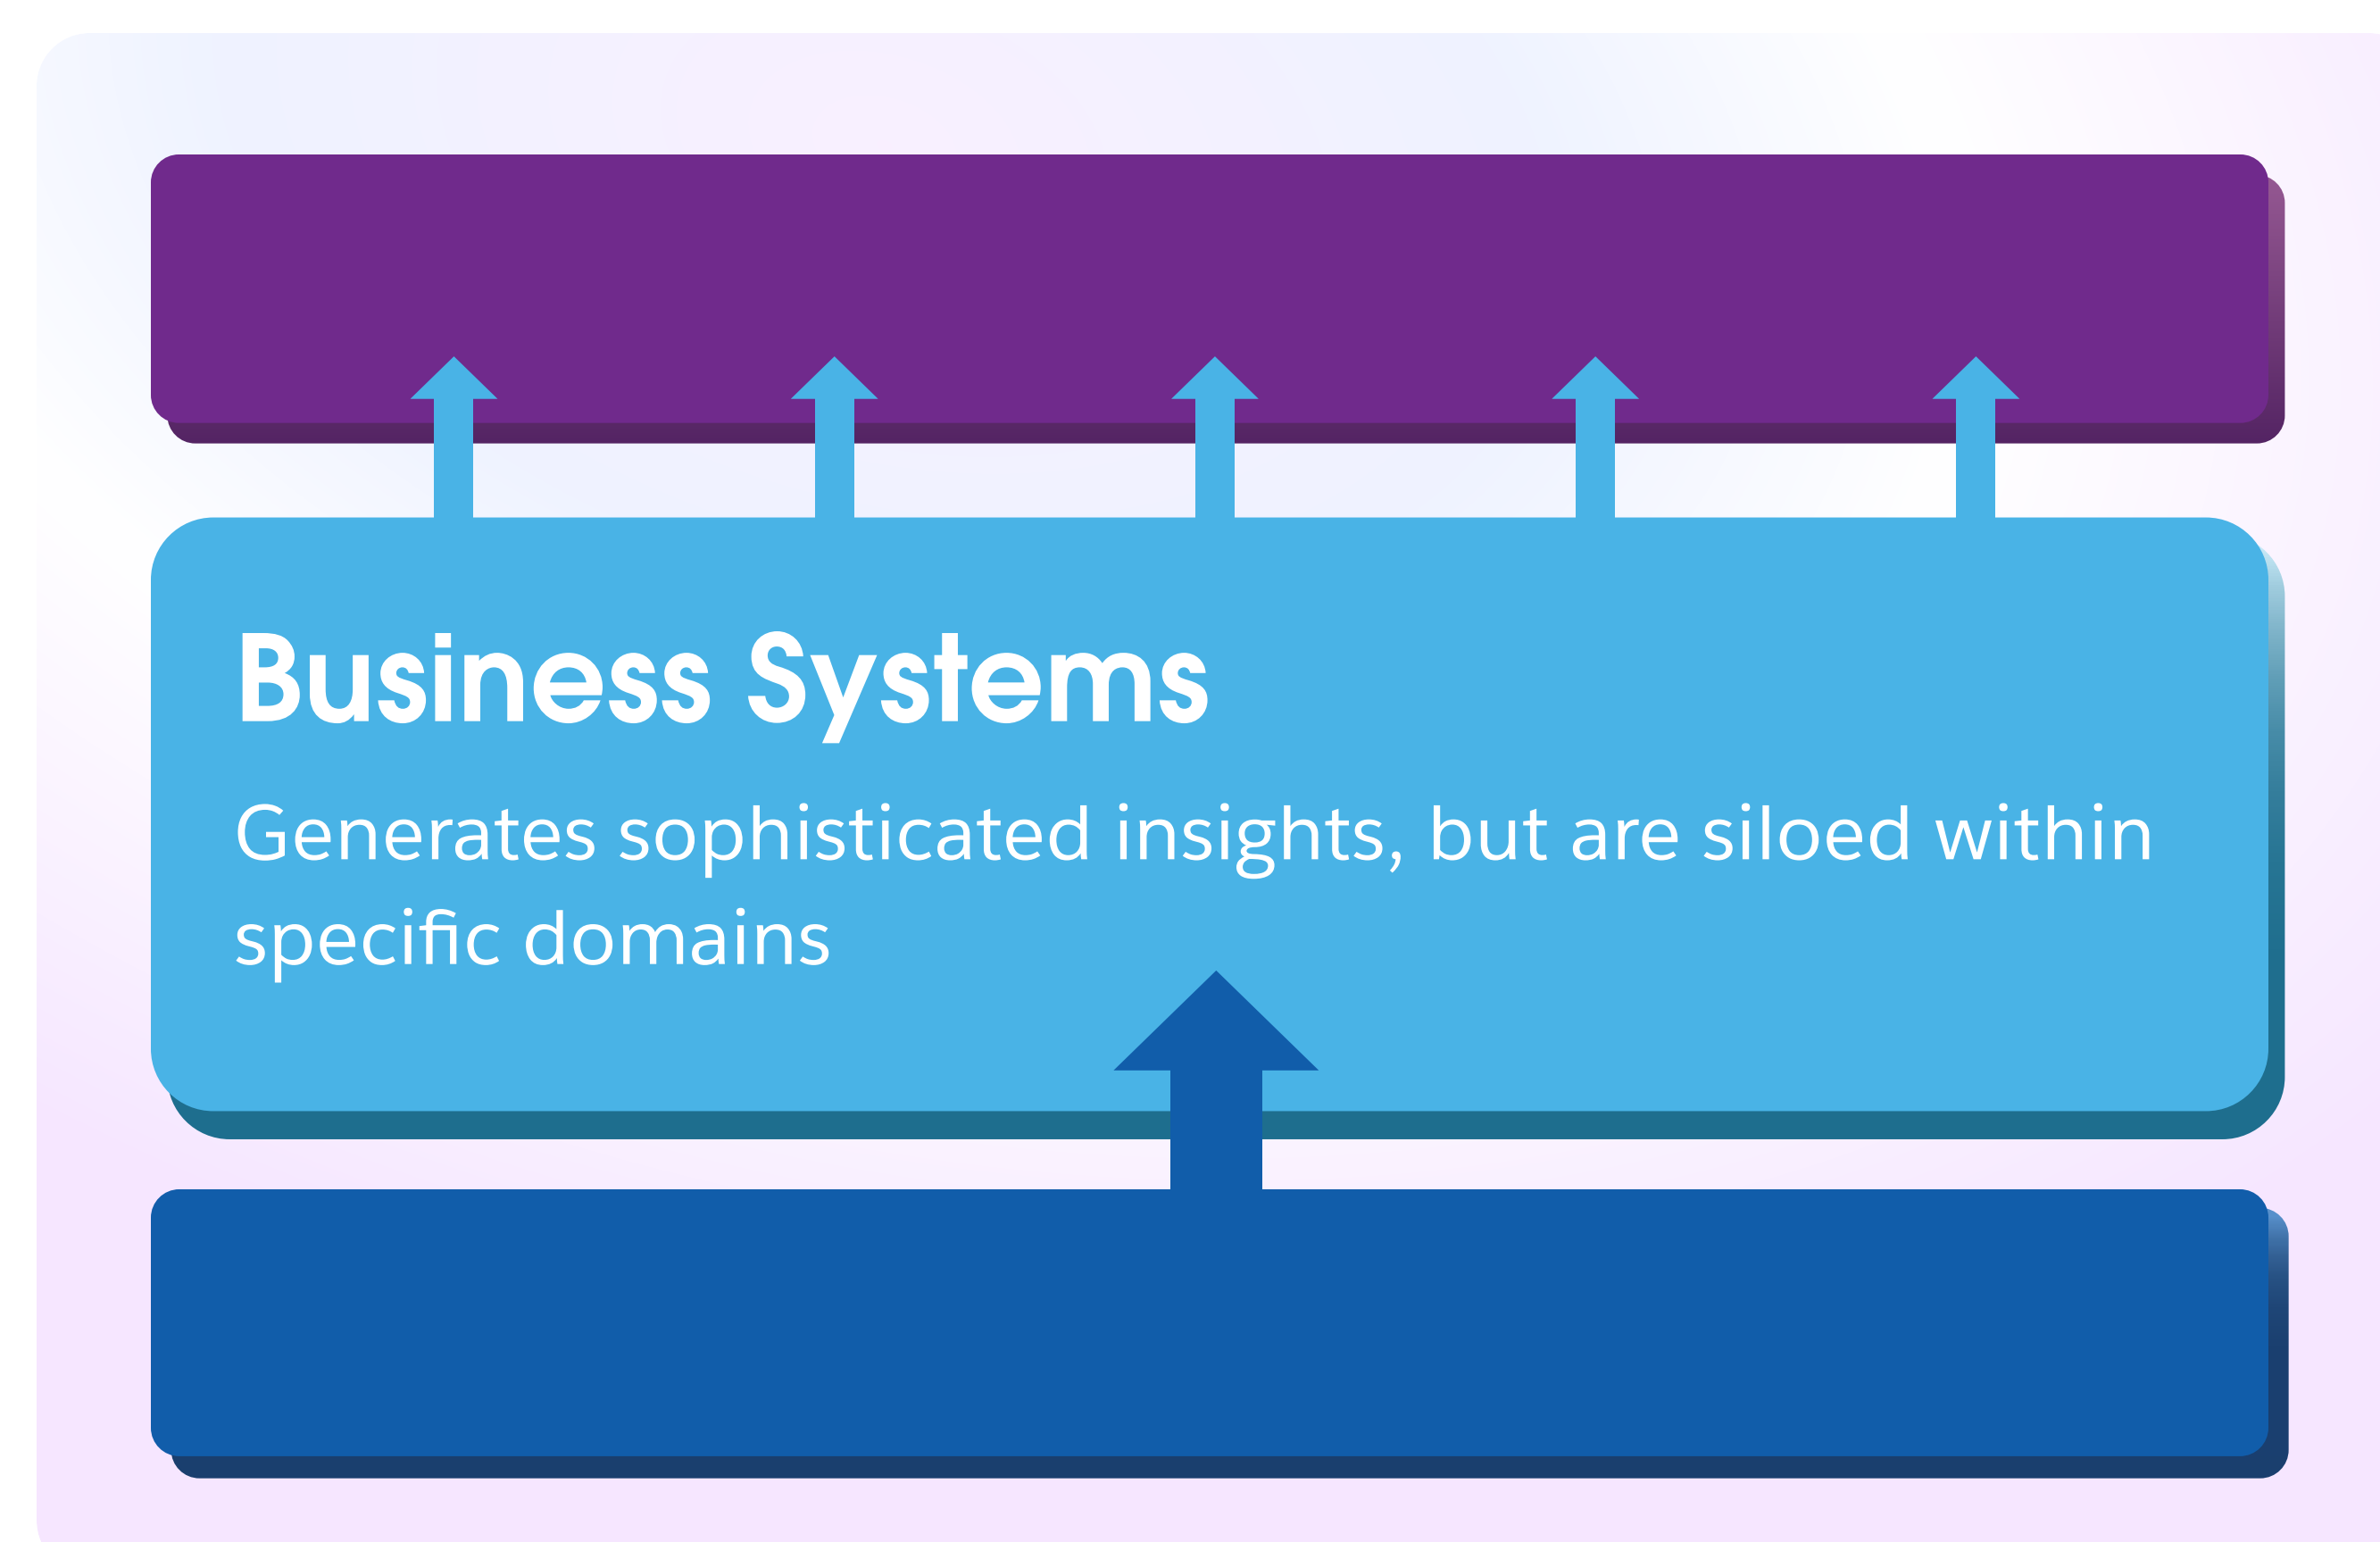 Business Systems
Generates sophisticated insights, but are siloed within
specific domains